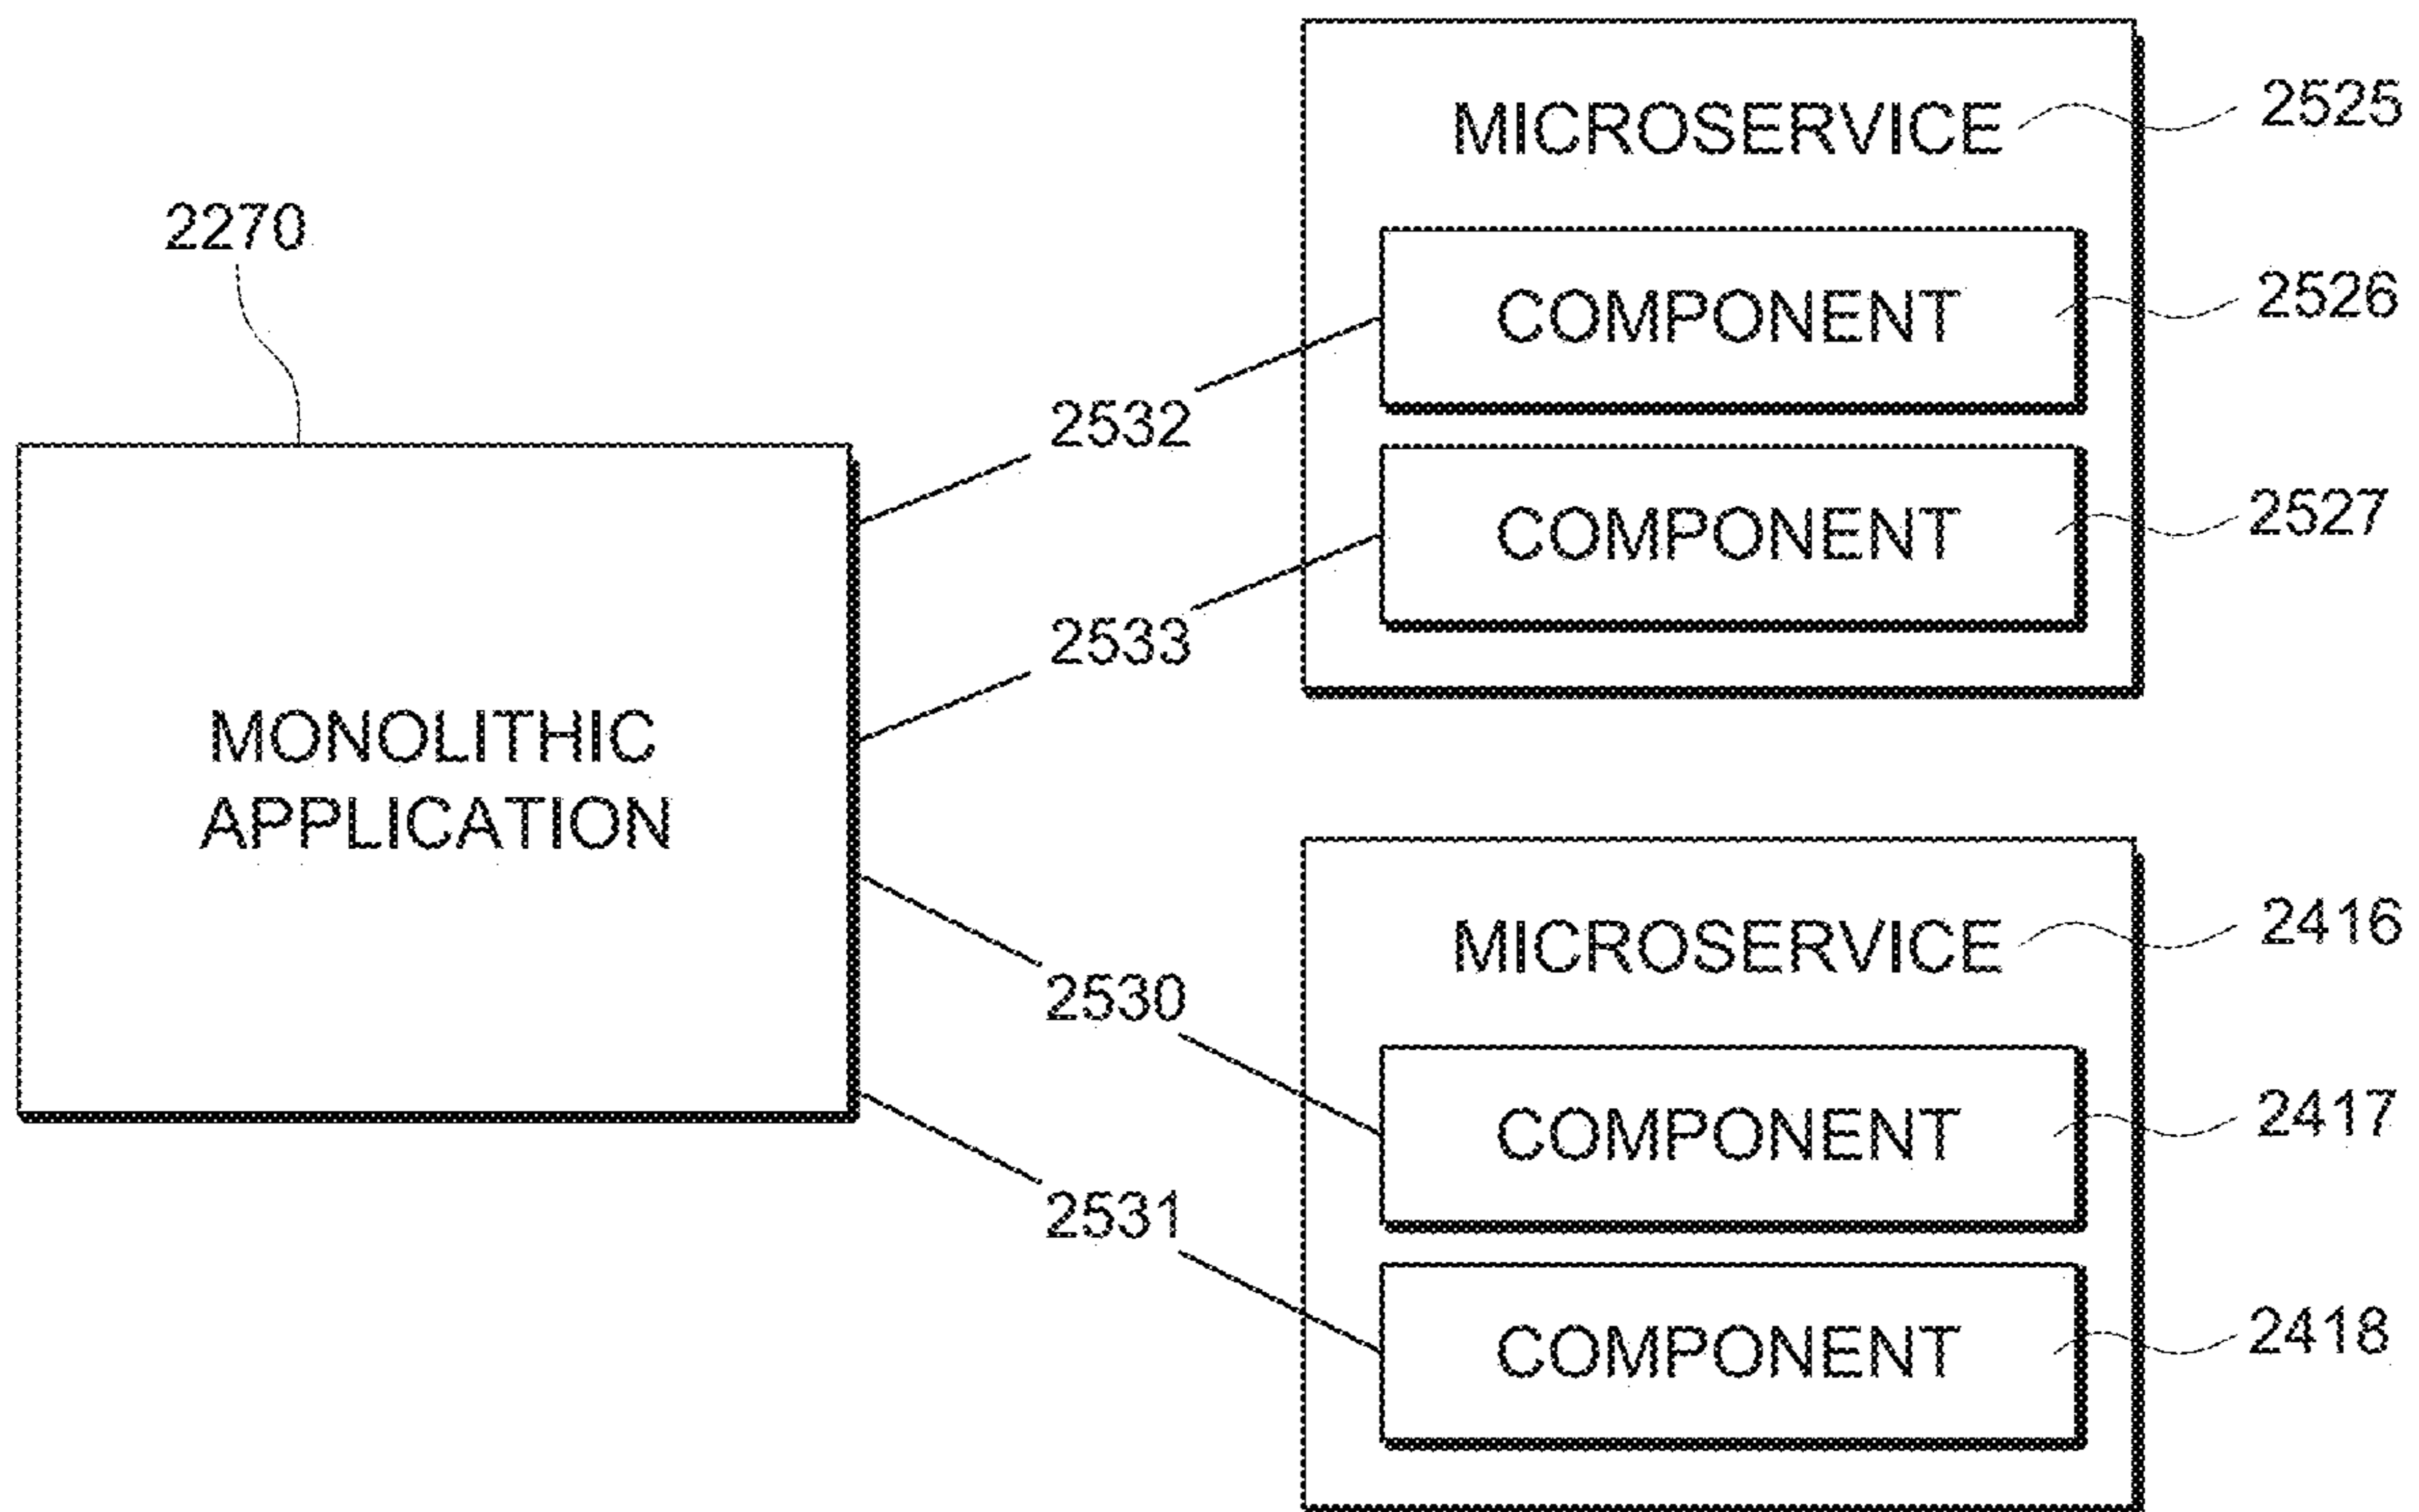 2270
MONOLITHIC
APPLICATION
2532
2533
2530
2531
MICROSERVICE
2525
COMPONENT
2526
COMPONENT
2527
MICROSERVICE
2416
COMPONENT
2417
COMPONENT
2418